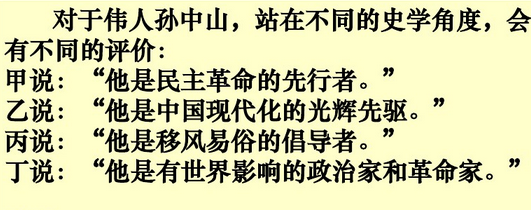 对于伟人孙中山，站在不同的史学角度，会
有不同的评价：
甲说：“他是民主革命的先行者。”
乙说：“他是中国现代化的光辉先驱。”
丙说：“他是移风易俗的倡导者。”
丁说：“他是有世界影响的政治家和革命家。”